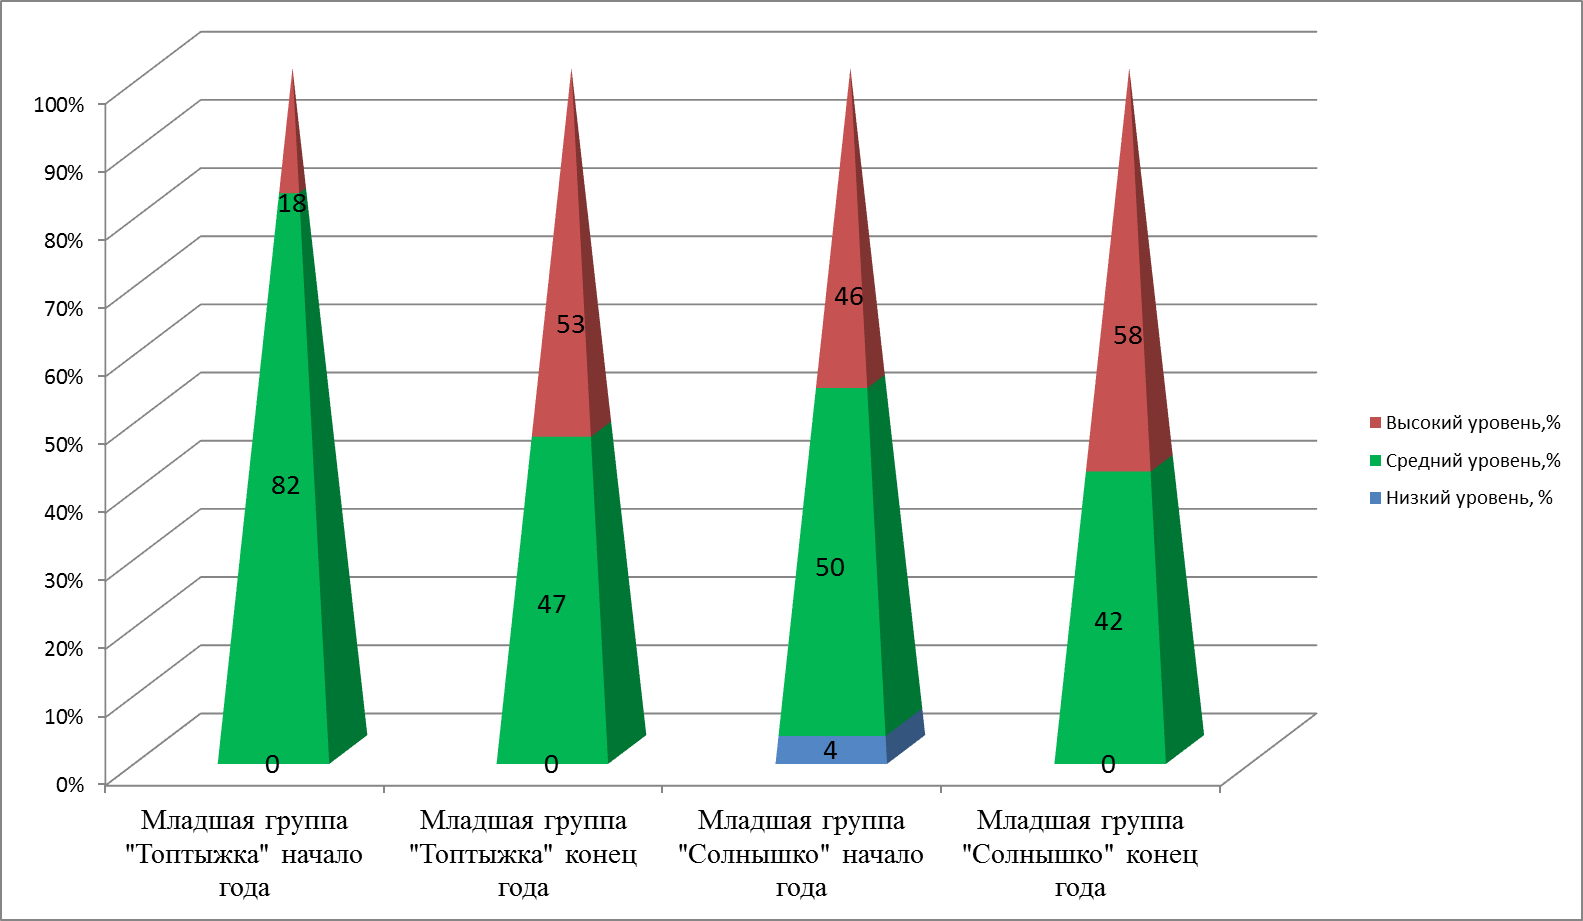 100%
90%
80%
70%
60%
50%
40%
30%
20%
10%
0%
18
82
0
53
47
0
46
50
4
58
42
0
Младшая группа
"Топтыжка" начало
года
Младшая группа
"Топтыжка" конец
года
Младшая группа
"Солнышко" начало
года
Младшая группа
"Солнышко" конец
года
Высокий уровень,%
Средний уровень,%
Низкий уровень, %